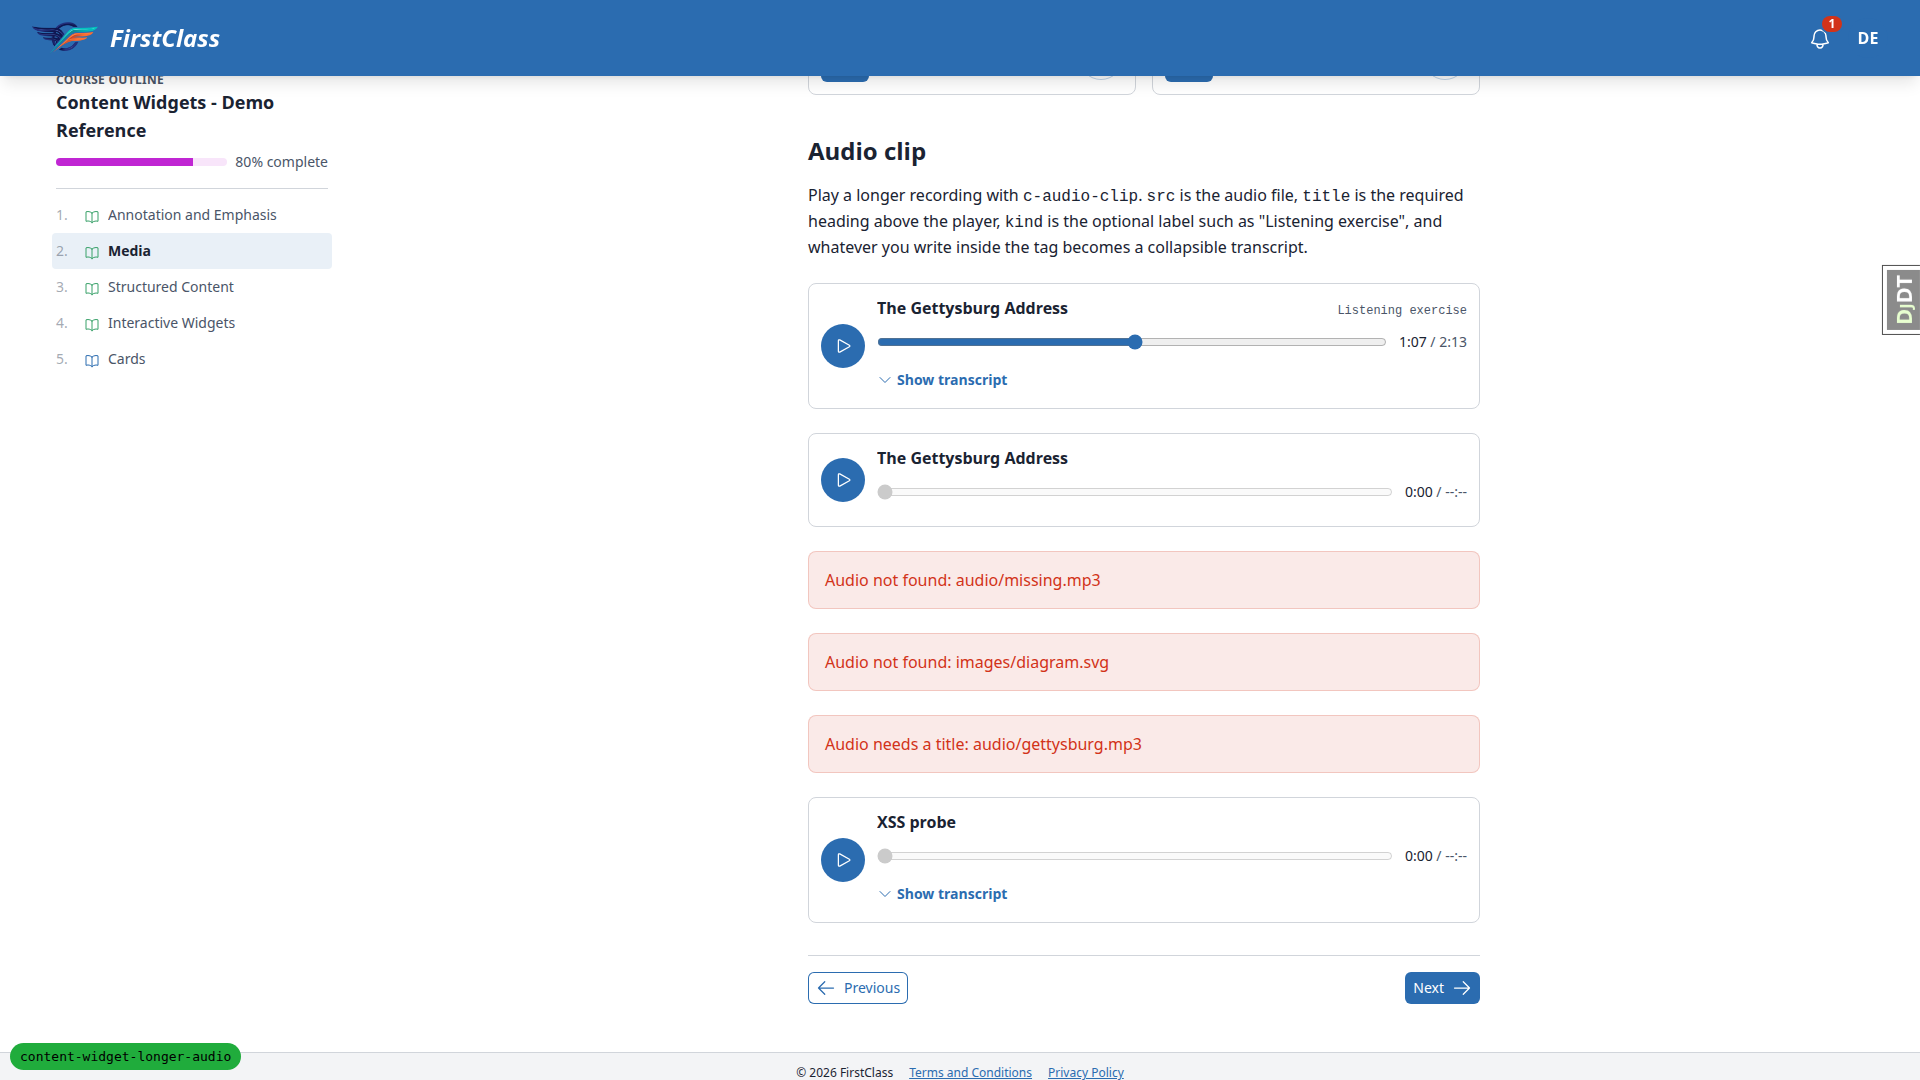 FirstClass
1
DE
COURSE OUTLINE
Content Widgets - Demo
Reference
80% complete
1. Annotation and Emphasis
2. Media
3. Structured Content
4. Interactive Widgets
5. Cards
Audio clip
Play a longer recording with c-audio-clip. src is the audio file, title is the required
heading above the player, kind is the optional label such as "Listening exercise", and
whatever you write inside the tag becomes a collapsible transcript.
The Gettysburg Address
Listening exercise
1:07 / 2:13
Show transcript
The Gettysburg Address
0:00 / --:--
Audio not found: audio/missing.mp3
Audio not found: images/diagram.svg
Audio needs a title: audio/gettysburg.mp3
XSS probe
0:00 / --:--
Show transcript
Previous
Next
DJDT
content-widget-longer-audio
© 2026 FirstClass Terms and Conditions Privacy Policy